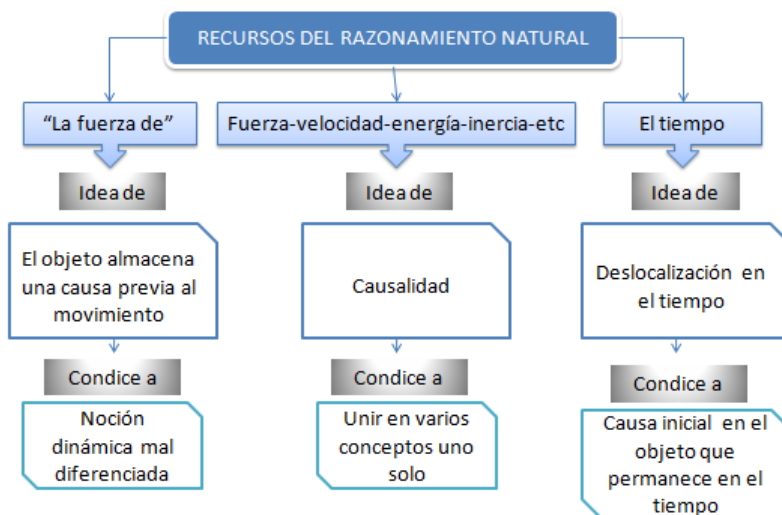 RECURSOS DEL RAZONAMIENTO NATURAL
“La fuerza de”
Fuerza-velocidad-energía-inercia-etc
El tiempo
Idea de
Idea de
Idea de
El objeto almacena
una causa previa al
movimiento
Causalidad
Deslocalización en
el tiempo
Condice a
Condice a
Condice a
Noción
dinámica mal
diferenciada
Unir en varios
conceptos uno
solo
Causa inicial en el
objeto que
permanece en el
tiempo